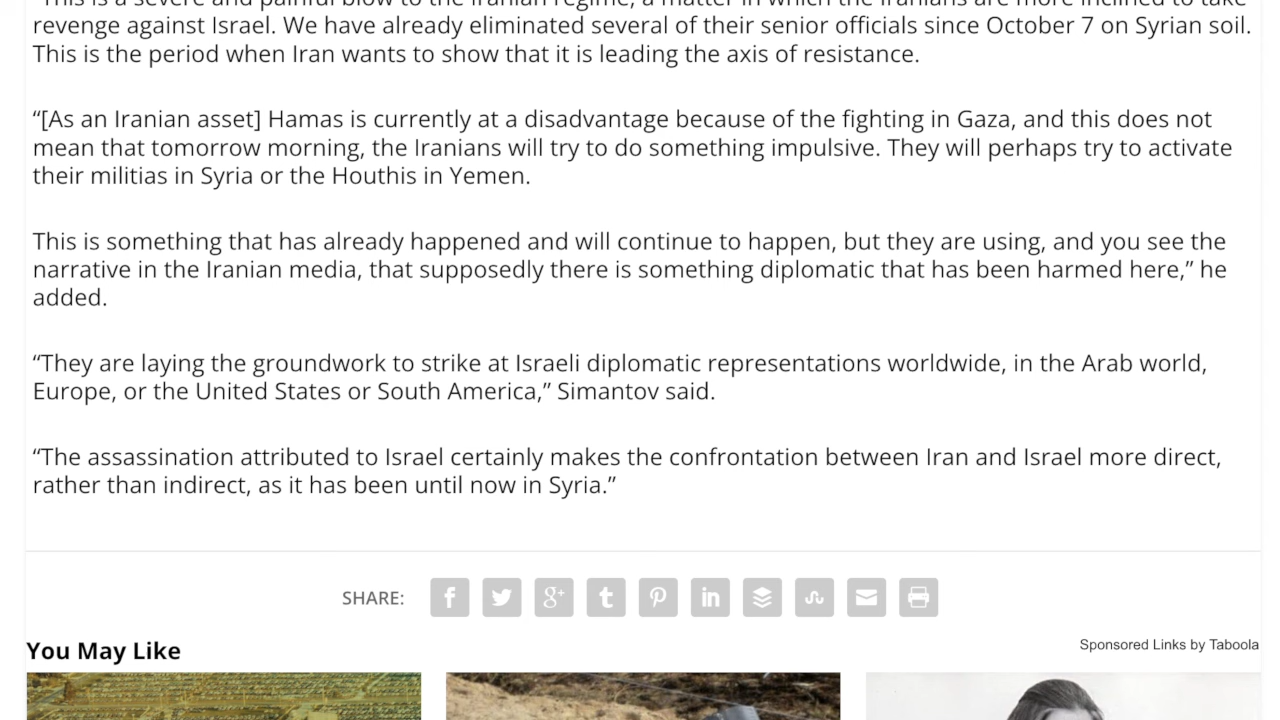 "This is a severe and painful blow to the Iranian regime, a matter in which the Iranians are more inclined to take
revenge against Israel. We have already eliminated several of their senior officials since October 7 on Syrian soil.
This is the period when Iran wants to show that it is leading the axis of resistance.
“[As an Iranian asset] Hamas is currently at a disadvantage because of the fighting in Gaza, and this does not
mean that tomorrow morning, the Iranians will try to do something impulsive. They will perhaps try to activate
their militias in Syria or the Houthis in Yemen.
This is something that has already happened and will continue to happen, but they are using, and you see the
narrative in the Iranian media, that supposedly there is something diplomatic that has been harmed here,” he
added.
“They are laying the groundwork to strike at Israeli diplomatic representations worldwide, in the Arab world,
Europe, or the United States or South America,” Simantov said.
“The assassination attributed to Israel certainly makes the confrontation between Iran and Israel more direct,
rather than indirect, as it has been until now in Syria.”
SHARE:
You May Like
Sponsored Links by Taboola